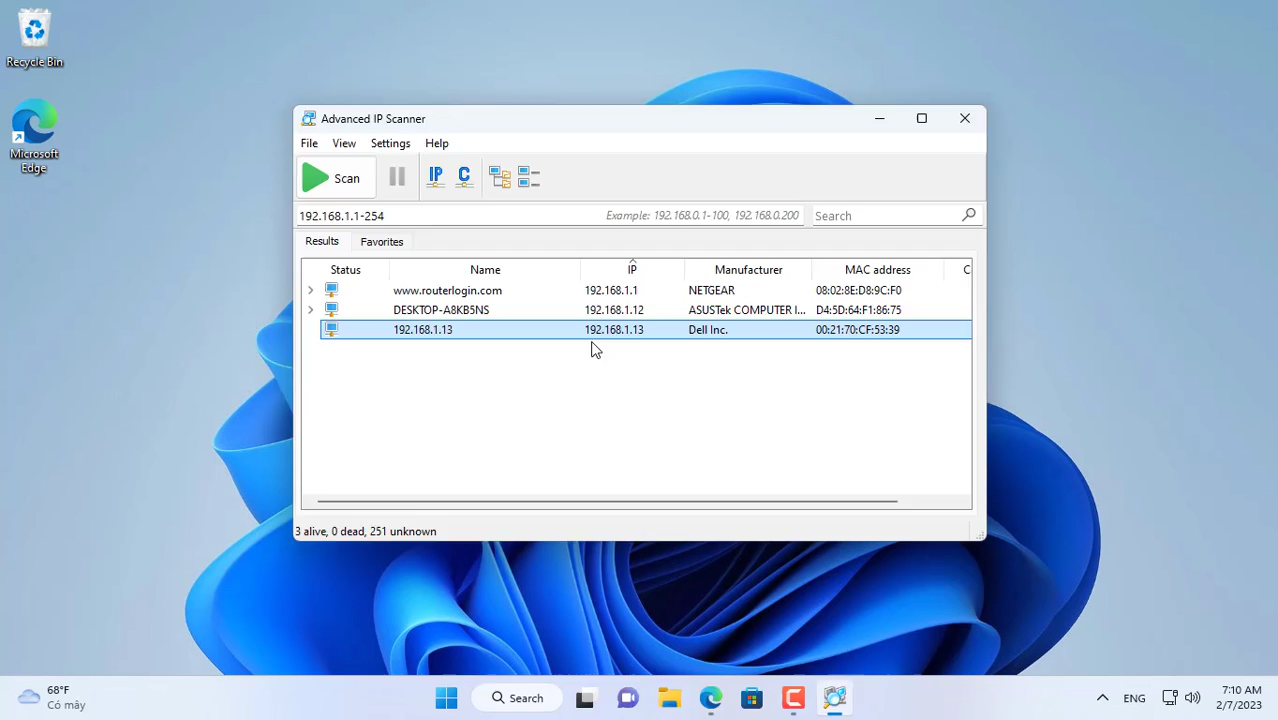 Recycle Bin
Microsoft
Edge
Advanced IP Scanner
File View Settings Help
Scan IP C
192.168.1.1-254 Example: 192.168.0.1-100, 192.168.0.200 Search
Results Favorites
Status Name IP Manufacturer MAC address C
www.routerlogin.com 192.168.1.1 NETGEAR 08:02:8E:D8:9C:F0
DESKTOP-A8KB5NS 192.168.1.12 ASUSTek COMPUTER I... D4:5D:64:F1:86:75
192.168.1.13 192.168.1.13 Dell Inc. 00:21:70:CF:53:39
3 alive, 0 dead, 251 unknown
68°F
Có mây
Search
ENG
7:10 AM
2/7/2023